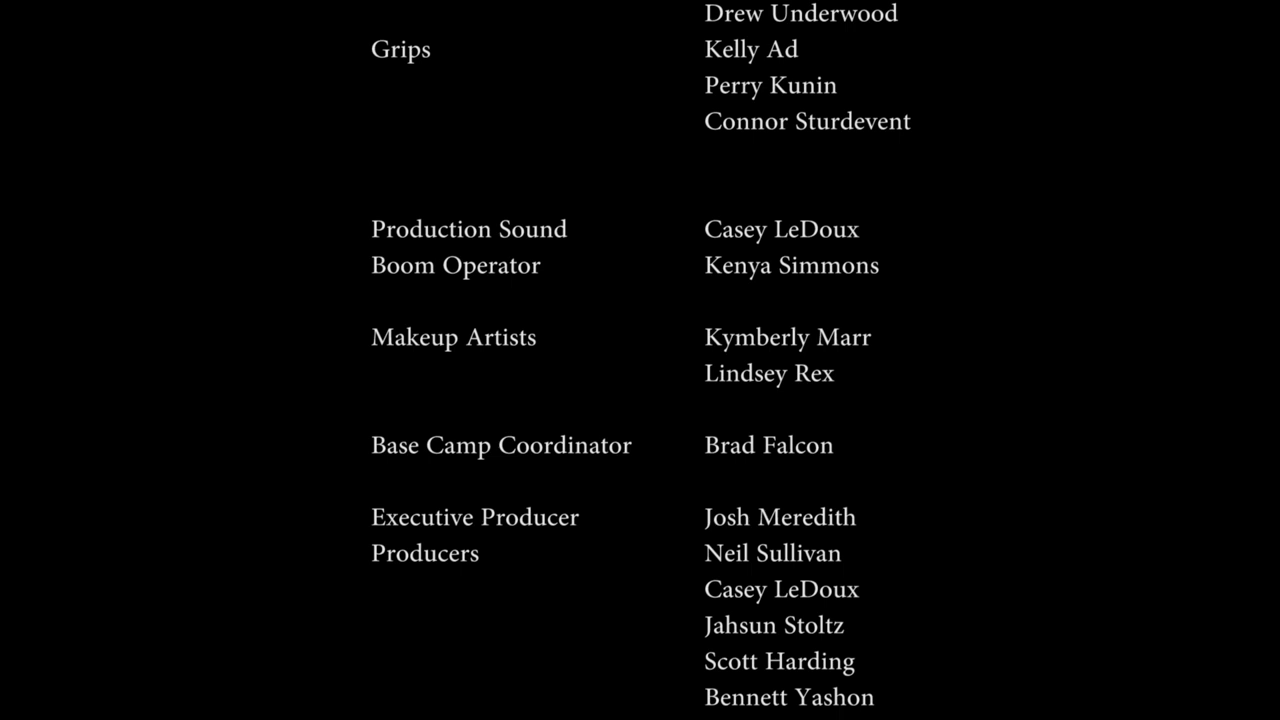 Drew Underwood
Grips Kelly Ad
Perry Kunin
Connor Sturdevent
Production Sound Casey LeDoux
Boom Operator Kenya Simmons
Makeup Artists Kymberly Marr
Lindsey Rex
Base Camp Coordinator Brad Falcon
Executive Producer Josh Meredith
Producers Neil Sullivan
Casey LeDoux
Jahsun Stoltz
Scott Harding
Bennett Yashon